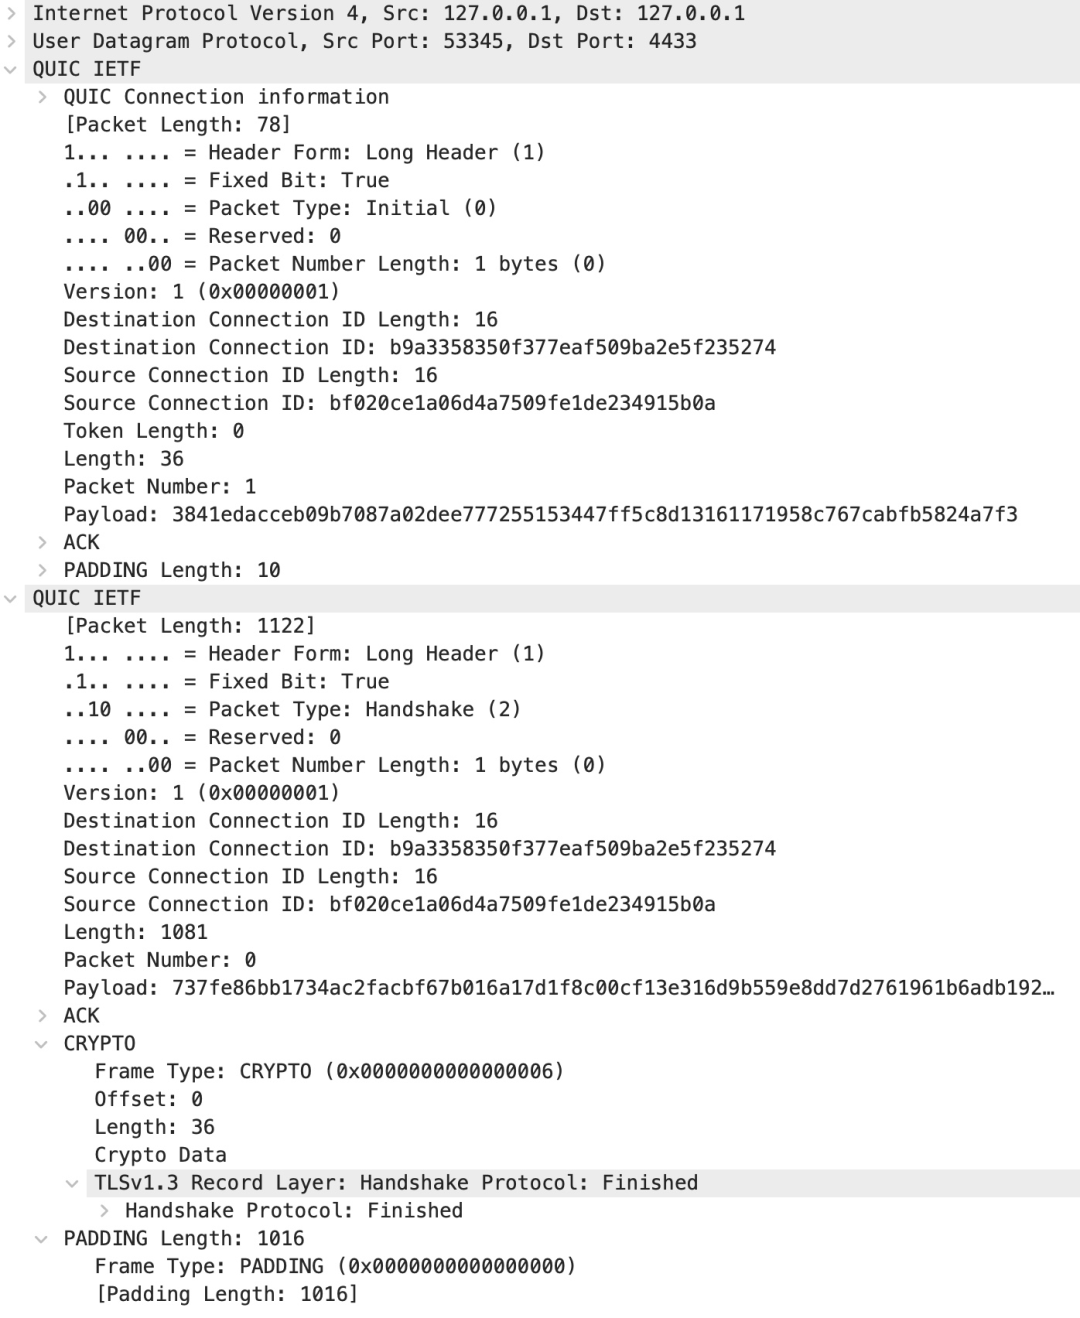 Internet Protocol Version 4, Src: 127.0.0.1, Dst: 127.0.0.1
User Datagram Protocol, Src Port: 53345, Dst Port: 4433
QUIC IETF
QUIC Connection information
[Packet Length: 78]
1... .... = Header Form: Long Header (1)
.1.. .... = Fixed Bit: True
..00 .... = Packet Type: Initial (0)
.... 00.. = Reserved: 0
.... ..00 = Packet Number Length: 1 bytes (0)
Version: 1 (0x00000001)
Destination Connection ID Length: 16
Destination Connection ID: b9a3358350f377eaf509ba2e5f235274
Source Connection ID Length: 16
Source Connection ID: bf020ce1a06d4a7509fe1de234915b0a
Token Length: 0
Length: 36
Packet Number: 1
Payload: 3841edacceb09b7087a02dee777255153447ff5c8d13161171958c767cabfb5824a7f3
ACK
PADDING Length: 10
QUIC IETF
[Packet Length: 1122]
1... .... = Header Form: Long Header (1)
.1.. .... = Fixed Bit: True
..10 .... = Packet Type: Handshake (2)
.... 00.. = Reserved: 0
.... ..00 = Packet Number Length: 1 bytes (0)
Version: 1 (0x00000001)
Destination Connection ID Length: 16
Destination Connection ID: b9a3358350f377eaf509ba2e5f235274
Source Connection ID Length: 16
Source Connection ID: bf020ce1a06d4a7509fe1de234915b0a
Length: 1081
Packet Number: 0
Payload: 737fe86bb1734ac2facbf67b016a17d1f8c00cf13e316d9b559e8dd7d2761961b6adb192…
ACK
CRYPTO
Frame Type: CRYPTO (0x0000000000000006)
Offset: 0
Length: 36
Crypto Data
TLSv1.3 Record Layer: Handshake Protocol: Finished
Handshake Protocol: Finished
PADDING Length: 1016
Frame Type: PADDING (0x0000000000000000)
[Padding Length: 1016]